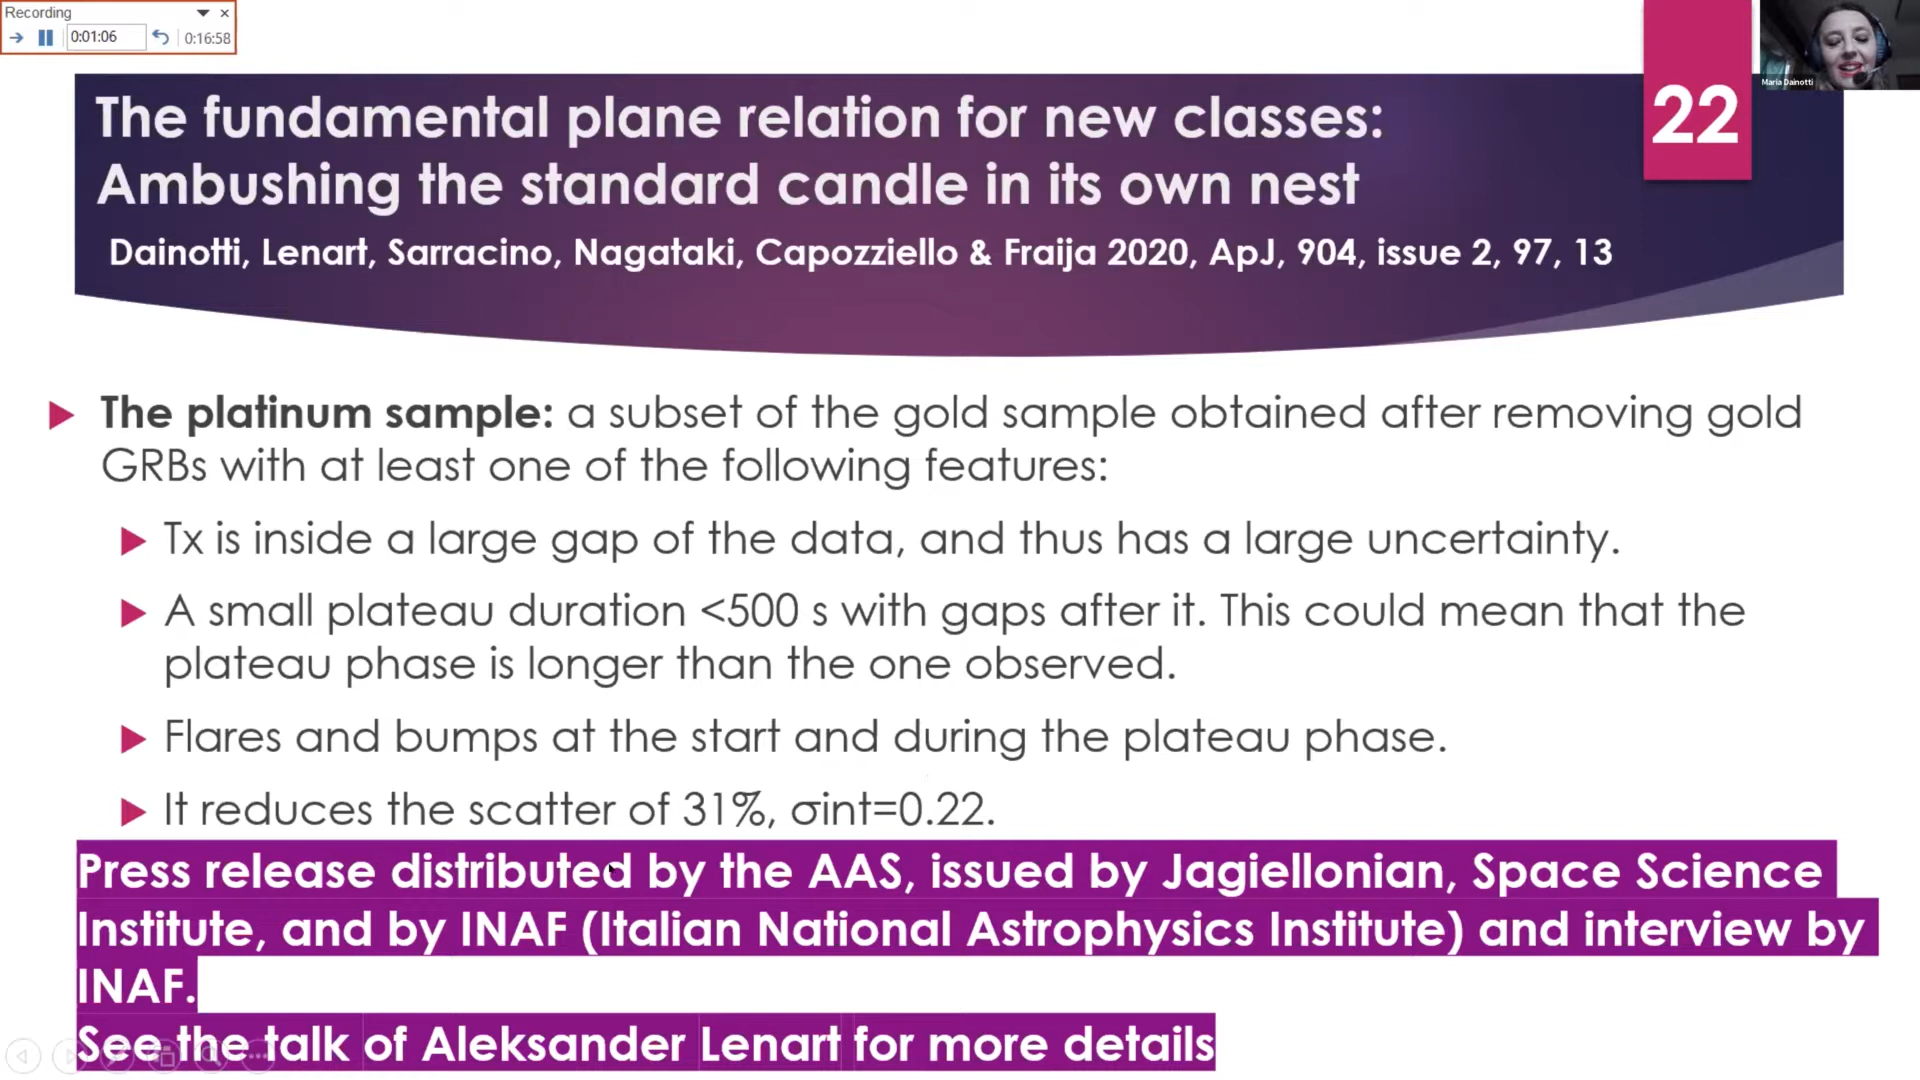 Recording
0:01:06
0:16:58
Maria Dainotti
22
The fundamental plane relation for new classes:
Ambushing the standard candle in its own nest
Dainotti, Lenart, Sarracino, Nagataki, Capozziello & Fraija 2020, ApJ, 904, issue 2, 97, 13
The platinum sample: a subset of the gold sample obtained after removing gold
GRBs with at least one of the following features:
Tx is inside a large gap of the data, and thus has a large uncertainty.
A small plateau duration <500 s with gaps after it. This could mean that the
plateau phase is longer than the one observed.
Flares and bumps at the start and during the plateau phase.
It reduces the scatter of 31%, σint=0.22.
Press release distributed by the AAS, issued by Jagiellonian, Space Science
Institute, and by INAF (Italian National Astrophysics Institute) and interview by
INAF.
See the talk of Aleksander Lenart for more details